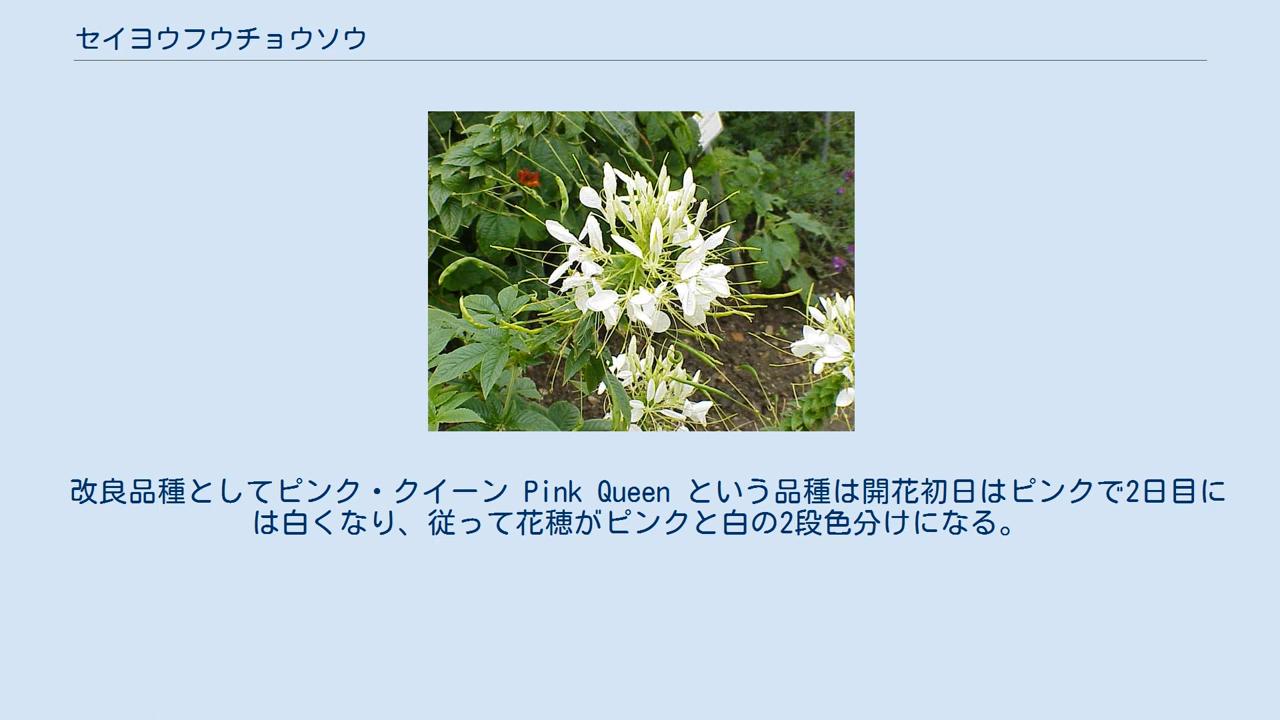 セイヨウフウチョウソウ
改良品種としてピンク・クイーン Pink Queen という品種は開花初日はピンクで2日目に
は白くなり、従って花穂がピンクと白の2段色分けになる。